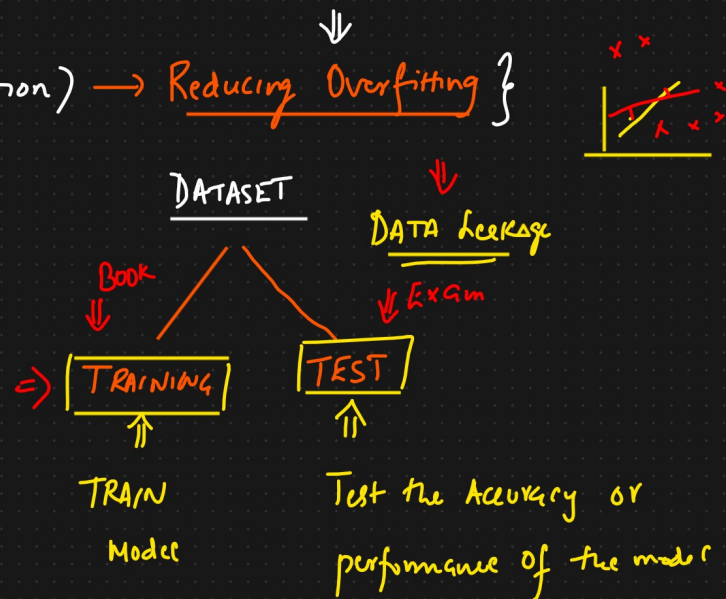 non) → Reducing Overfitting }
DATASET
DATA Leekage
Book
Exam
TRAINING
TEST
TRAIN
Model
Test the Accuracy or
performance of the model